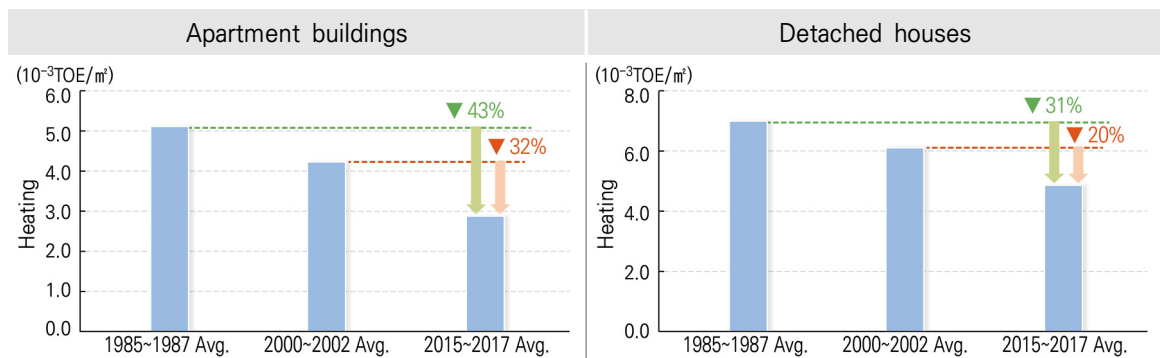 Apartment buildings
(10⁻³TOE/㎡)
6.0
5.0
4.0
3.0
2.0
1.0
0.0
Heating
▼ 43%
▼ 32%
1985~1987 Avg.
2000~2002 Avg.
2015~2017 Avg.
Detached houses
(10⁻³TOE/㎡)
8.0
6.0
4.0
2.0
0.0
Heating
▼ 31%
▼ 20%
1985~1987 Avg.
2000~2002 Avg.
2015~2017 Avg.